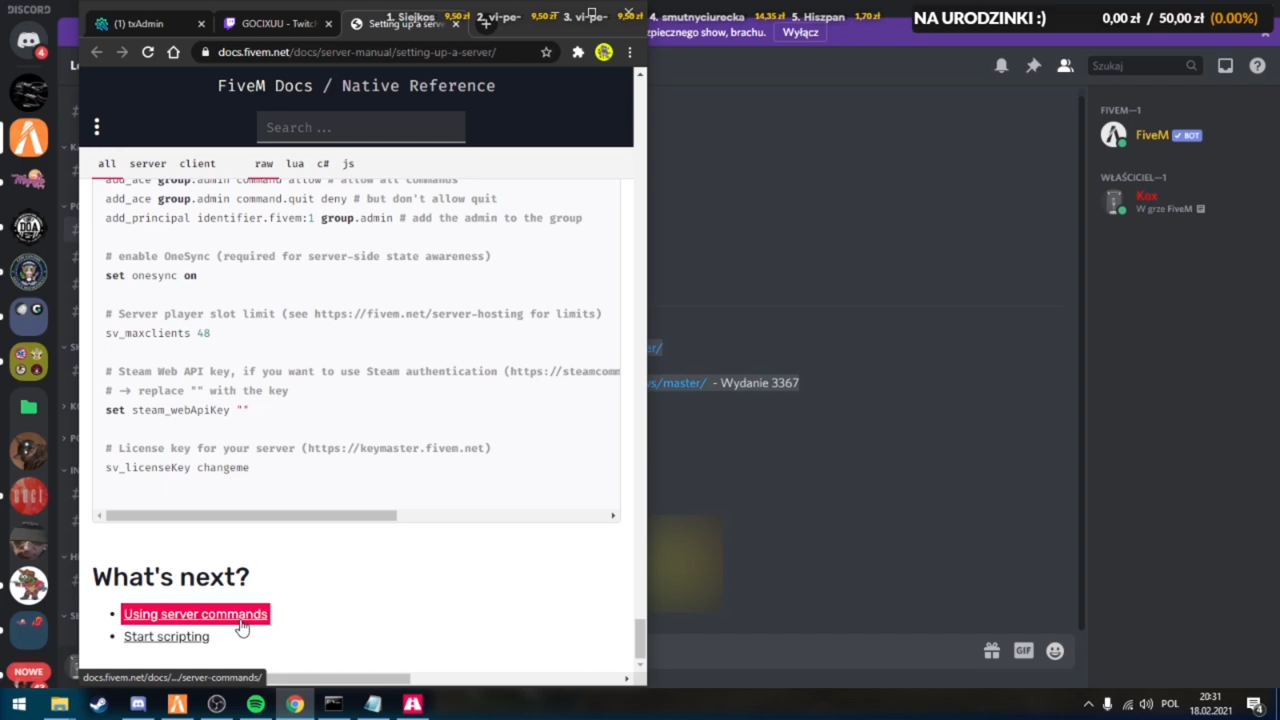 DISCORD
txAdmin
GOCIXUU - Twitch
Setting up a serve
1. Siejkos 9,50 zł 2. vi-pe- 9,50 zł 3. vi-pe- 9,50 zł 4. smutnyciurecka 14,35 zł 5. Hiszpan 1,70 zł
NA URODZINKI :) 0,00 zł / 50,00 zł (0.00%)
zpiecznego show, brachu. Wyłącz
docs.fivem.net/docs/server-manual/setting-up-a-server/
Szukaj
FiveM Docs / Native Reference
Search ...
all server client raw lua c# js
add_ace group.admin command allow # allow all commands
add_ace group.admin command.quit deny # but don't allow quit
add_principal identifier.fivem:1 group.admin # add the admin to the group
# enable OneSync (required for server-side state awareness)
set onesync on
# Server player slot limit (see https://fivem.net/server-hosting for limits)
sv_maxclients 48
# Steam Web API key, if you want to use Steam authentication (https://steamcomm
# -> replace "" with the key
set steam_webApiKey ""
# License key for your server (https://keymaster.fivem.net)
sv_licenseKey changeme
What's next?
• Using server commands
• Start scripting
docs.fivem.net/docs/.../server-commands/
er/
vs/master/ - Wydanie 3367
FIVEM—1
FiveM ✓ BOT
WŁAŚCICIEL—1
Kox
W grze FiveM
GIF
NOWE
4
POL
20:31
18.02.2021
4